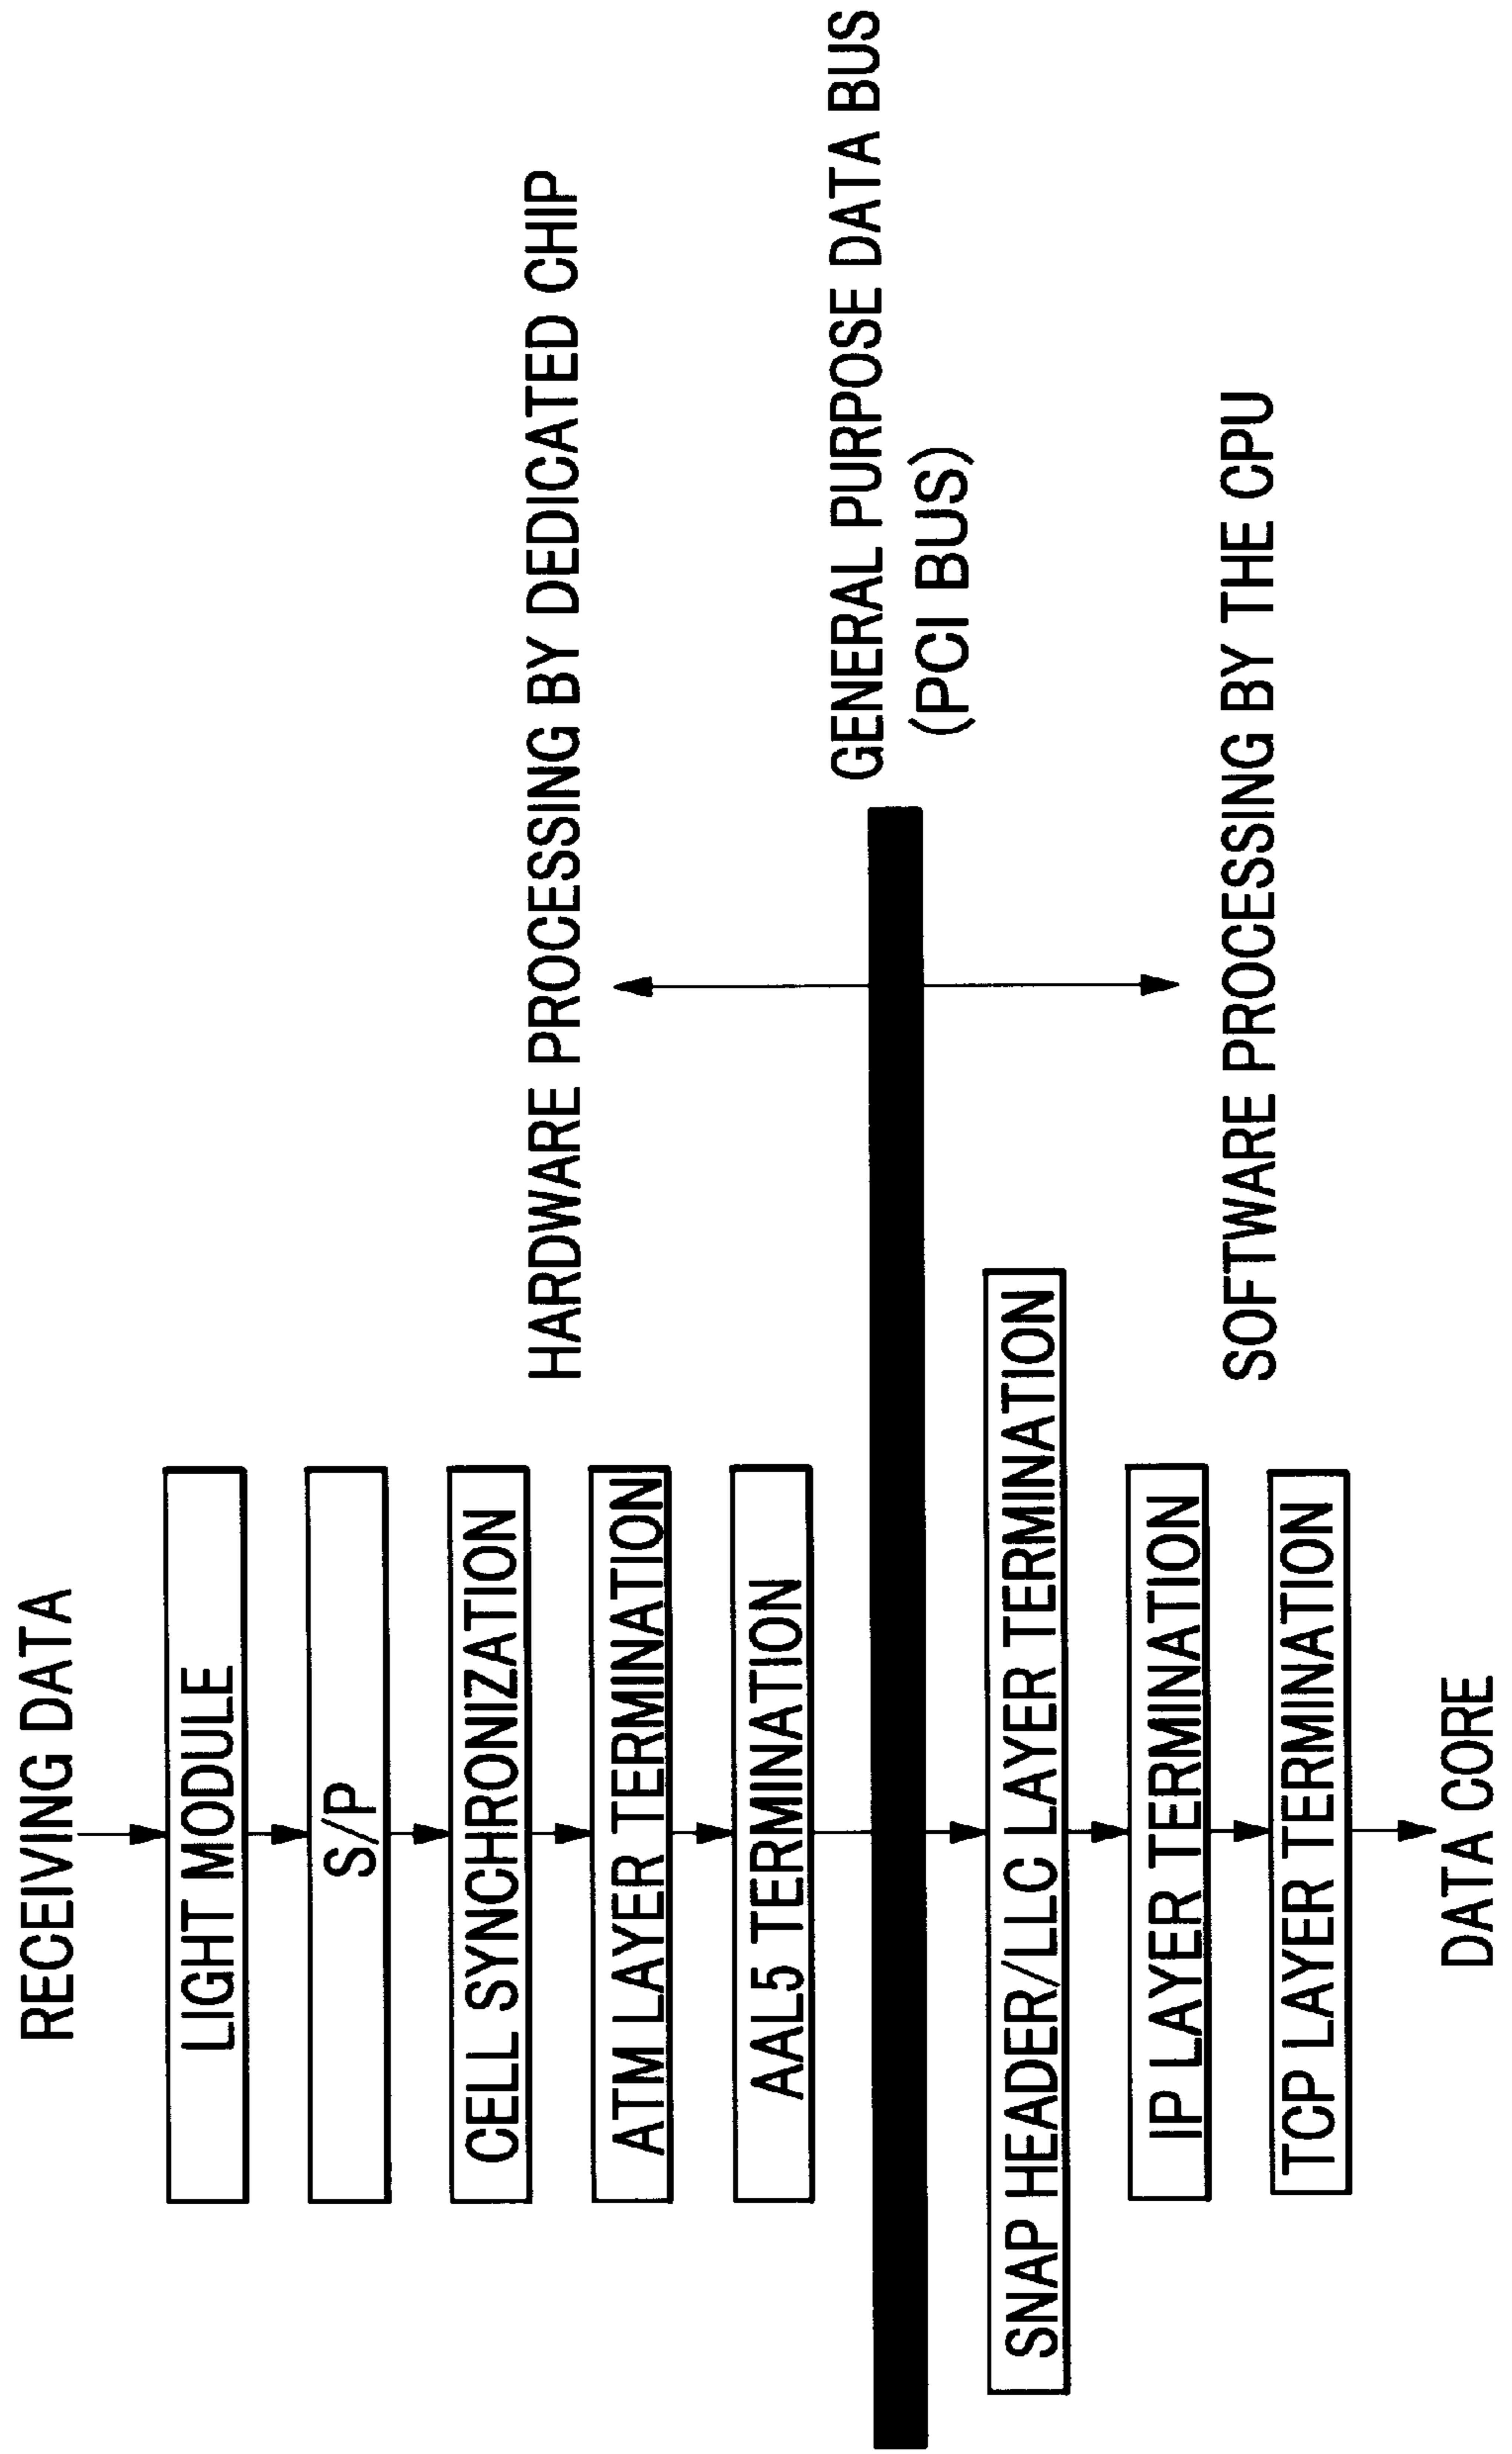 RECEIVING DATA
LIGHT MODULE
S/P
CELL SYNCHRONIZATION
ATM LAYER TERMINATION
AAL5 TERMINATION
HARDWARE PROCESSING BY DEDICATED CHIP
GENERAL PURPOSE DATA BUS
(PCI BUS)
SNAP HEADER/LLC LAYER TERMINATION
IP LAYER TERMINATION
TCP LAYER TERMINATION
SOFTWARE PROCESSING BY THE CPU
DATA CORE